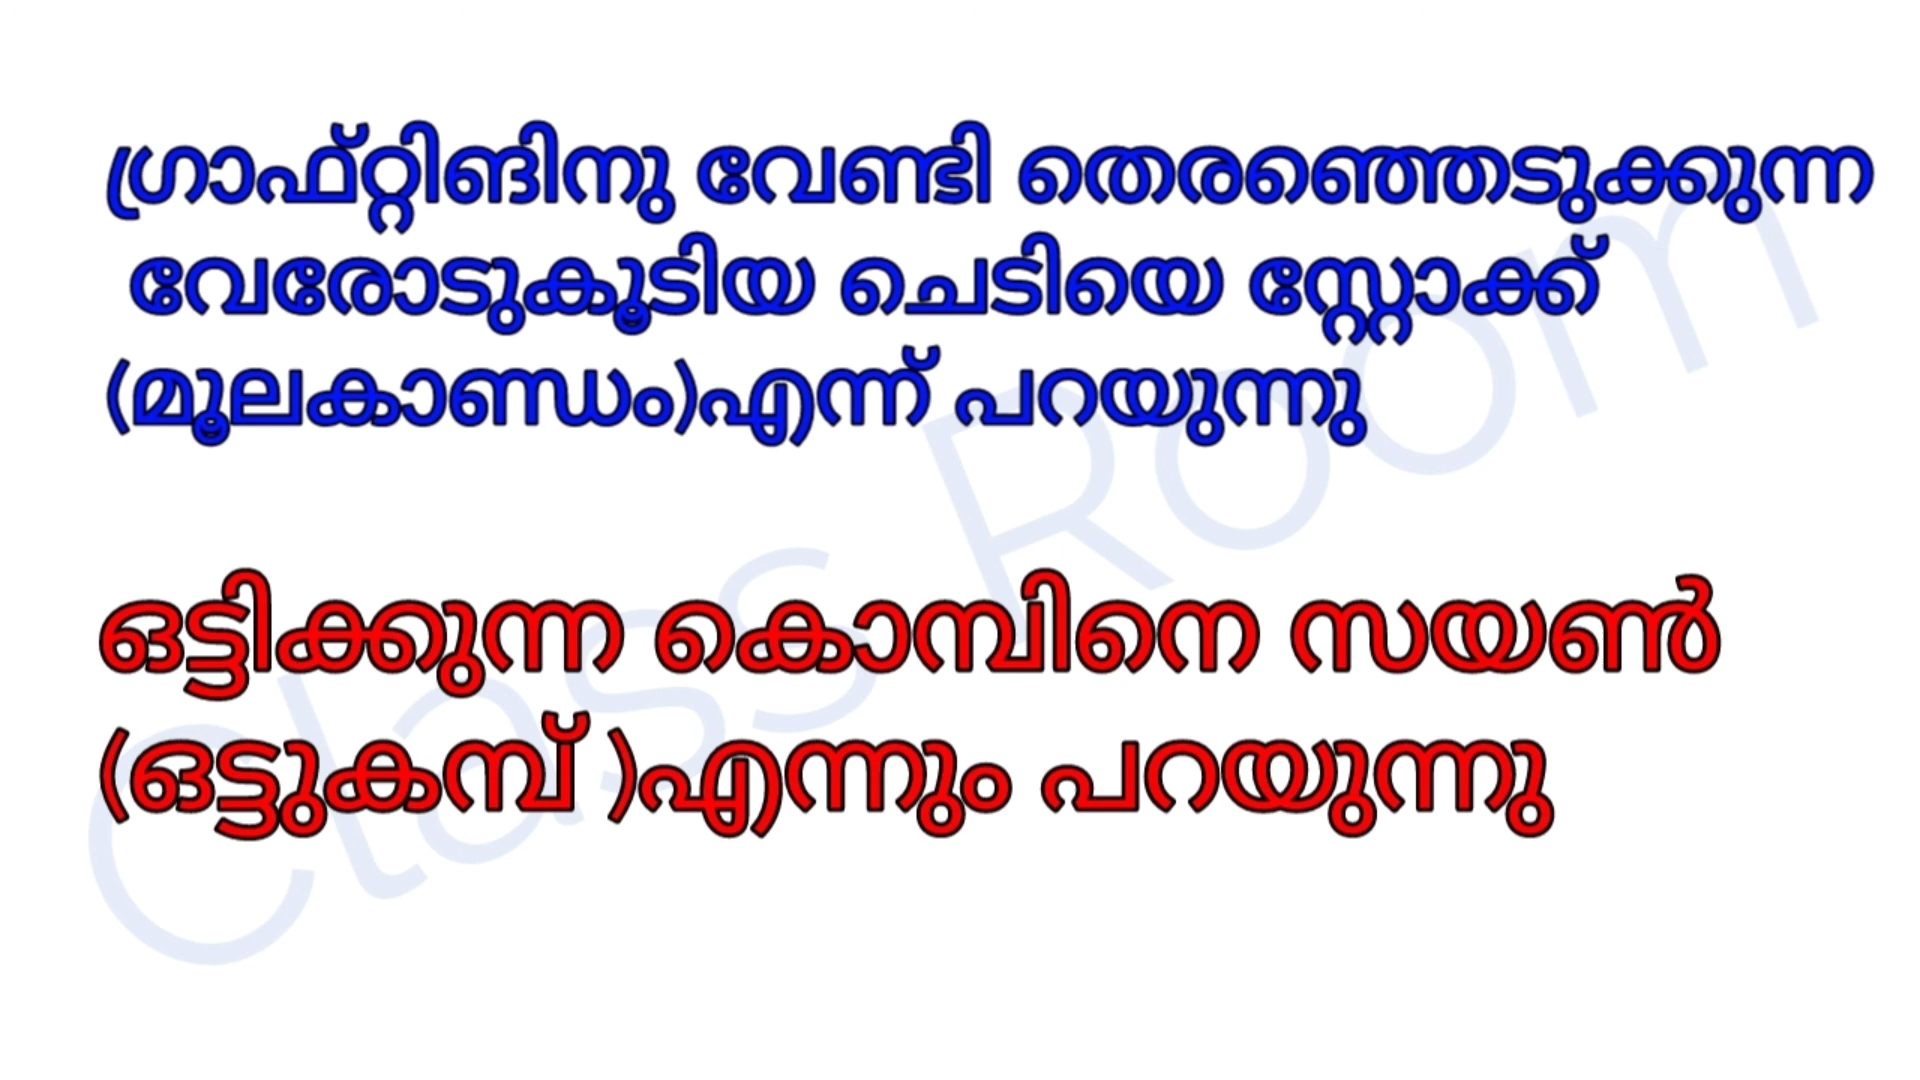 ഗ്രാഫ്റ്റിങിനു വേണ്ടി തെരഞ്ഞെടുക്കുന്ന
വേരോടുകൂടിയ ചെടിയെ സ്റ്റോക്ക്
(മൂലകാണ്ഡം)എന്ന് പറയുന്നു
ഒട്ടിക്കുന്ന കൊമ്പിനെ സയൺ
(ഒട്ടുകമ്പ് )എന്നും പറയുന്നു
Class Room